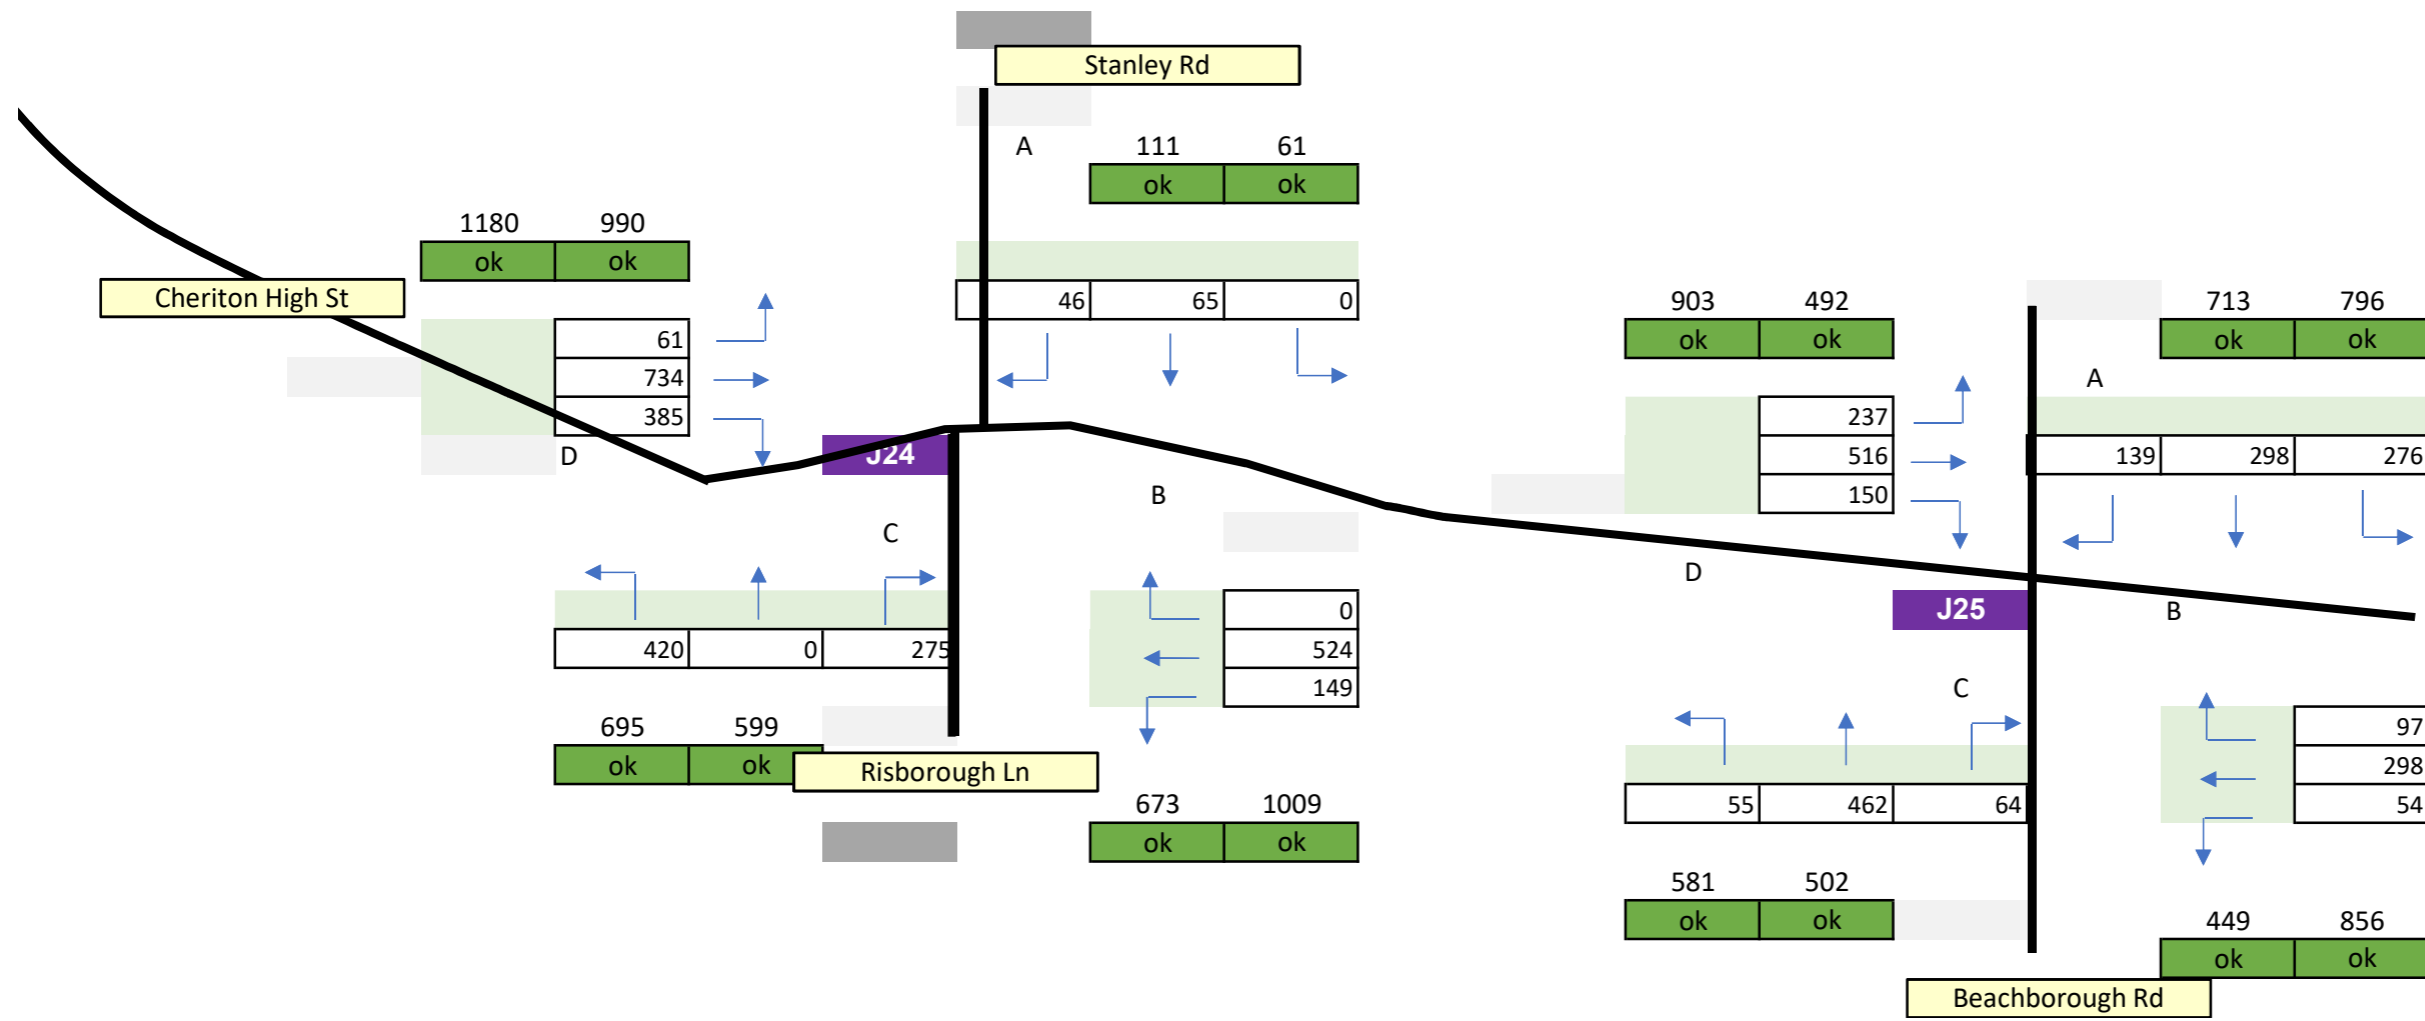 Stanley Rd
A
111 61
ok ok
1180 990
ok ok
Cheriton High St
46 65 0
61
734
385
D
J24
B
C
420 0 275
0
524
149
695 599
ok ok
Risborough Ln
673 1009
ok ok
903 492
ok ok
713 796
ok ok
A
237
516
150
139 298 276
D
J25
B
C
97
298
54
55 462 64
581 502
ok ok
449 856
ok ok
Beachborough Rd